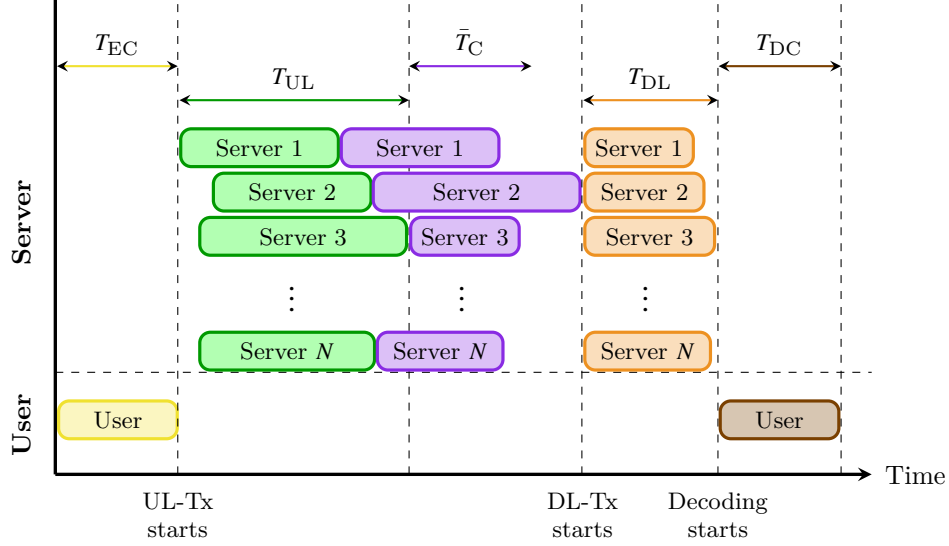 T_EC
T̄_C
T_DC
T_UL
T_DL
Server 1
Server 1
Server 1
Server 2
Server 2
Server 2
Server 3
Server 3
Server 3
⋮ ⋮ ⋮
Server N
Server N
Server N
Server
User
User
User
Time
UL-Tx
starts
DL-Tx
starts
Decoding
starts